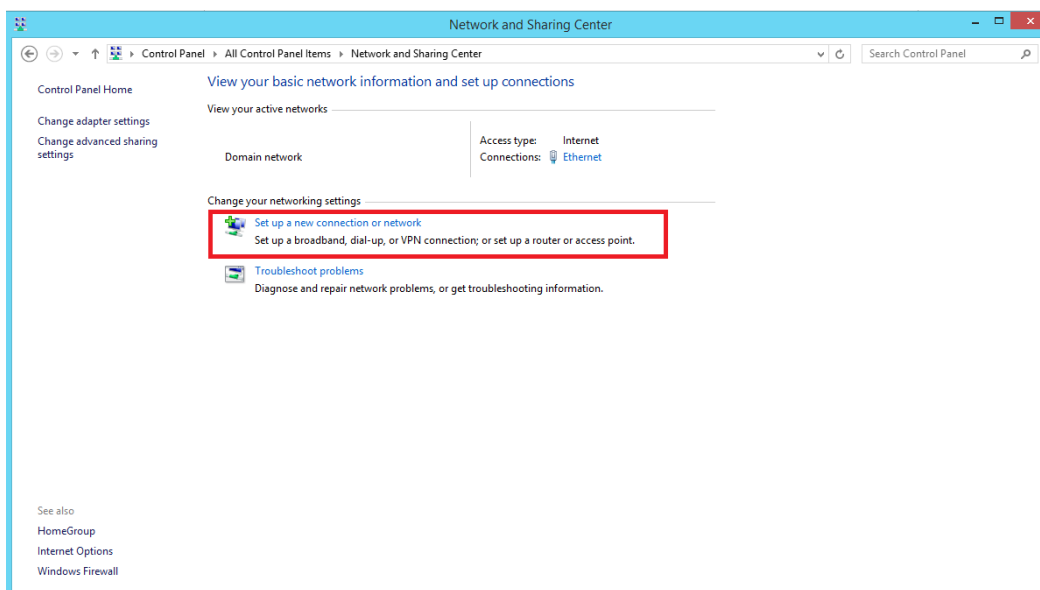 Network and Sharing Center
Control Panel All Control Panel Items Network and Sharing Center
Search Control Panel
Control Panel Home
Change adapter settings
Change advanced sharing
settings
View your basic network information and set up connections
View your active networks
Domain network
Access type: Internet
Connections: Ethernet
Change your networking settings
Set up a new connection or network
Set up a broadband, dial-up, or VPN connection; or set up a router or access point.
Troubleshoot problems
Diagnose and repair network problems, or get troubleshooting information.
See also
HomeGroup
Internet Options
Windows Firewall